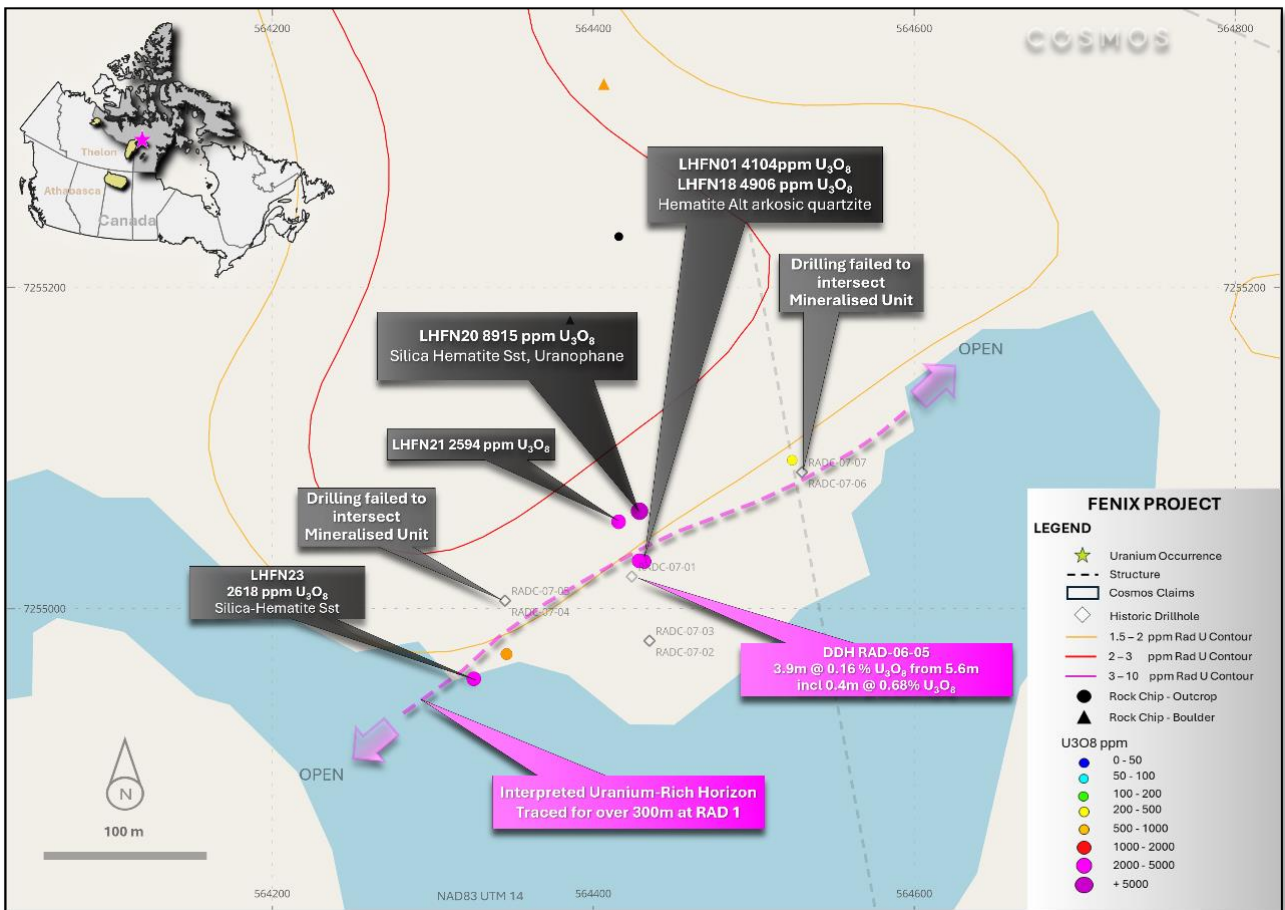 564200
564400
564600
564800
COSMOS
Thelon
Athabasca
Canada
LHFN01 4104ppm U₃O₈
LHFN18 4906 ppm U₃O₈
Hematite Alt arkosic quartzite
Drilling failed to
intersect
Mineralised Unit
7255200
7255200
LHFN20 8915 ppm U₃O₈
Silica Hematite Sst, Uranophane
OPEN
LHFN21 2594 ppm U₃O₈
RADC-07-07
RADC-07-06
Drilling failed to
intersect
Mineralised Unit
RADC-07-01
LHFN23
2618 ppm U₃O₈
Silica-Hematite Sst
RADC-07-05
RADC-07-04
7255000
RADC-07-03
RADC-07-02
DDH RAD-06-05
3.9m @ 0.16 % U₃O₈ from 5.6m
incl 0.4m @ 0.68% U₃O₈
OPEN
Interpreted Uranium-Rich Horizon
Traced for over 300m at RAD 1
N
100 m
564200
NAD83 UTM 14
564400
564600
FENIX PROJECT
LEGEND
Uranium Occurrence
Structure
Cosmos Claims
Historic Drillhole
1.5 – 2 ppm Rad U Contour
2 – 3 ppm Rad U Contour
3 – 10 ppm Rad U Contour
Rock Chip - Outcrop
Rock Chip - Boulder
U3O8 ppm
0 - 50
50 - 100
100 - 200
200 - 500
500 - 1000
1000 - 2000
2000 - 5000
+ 5000